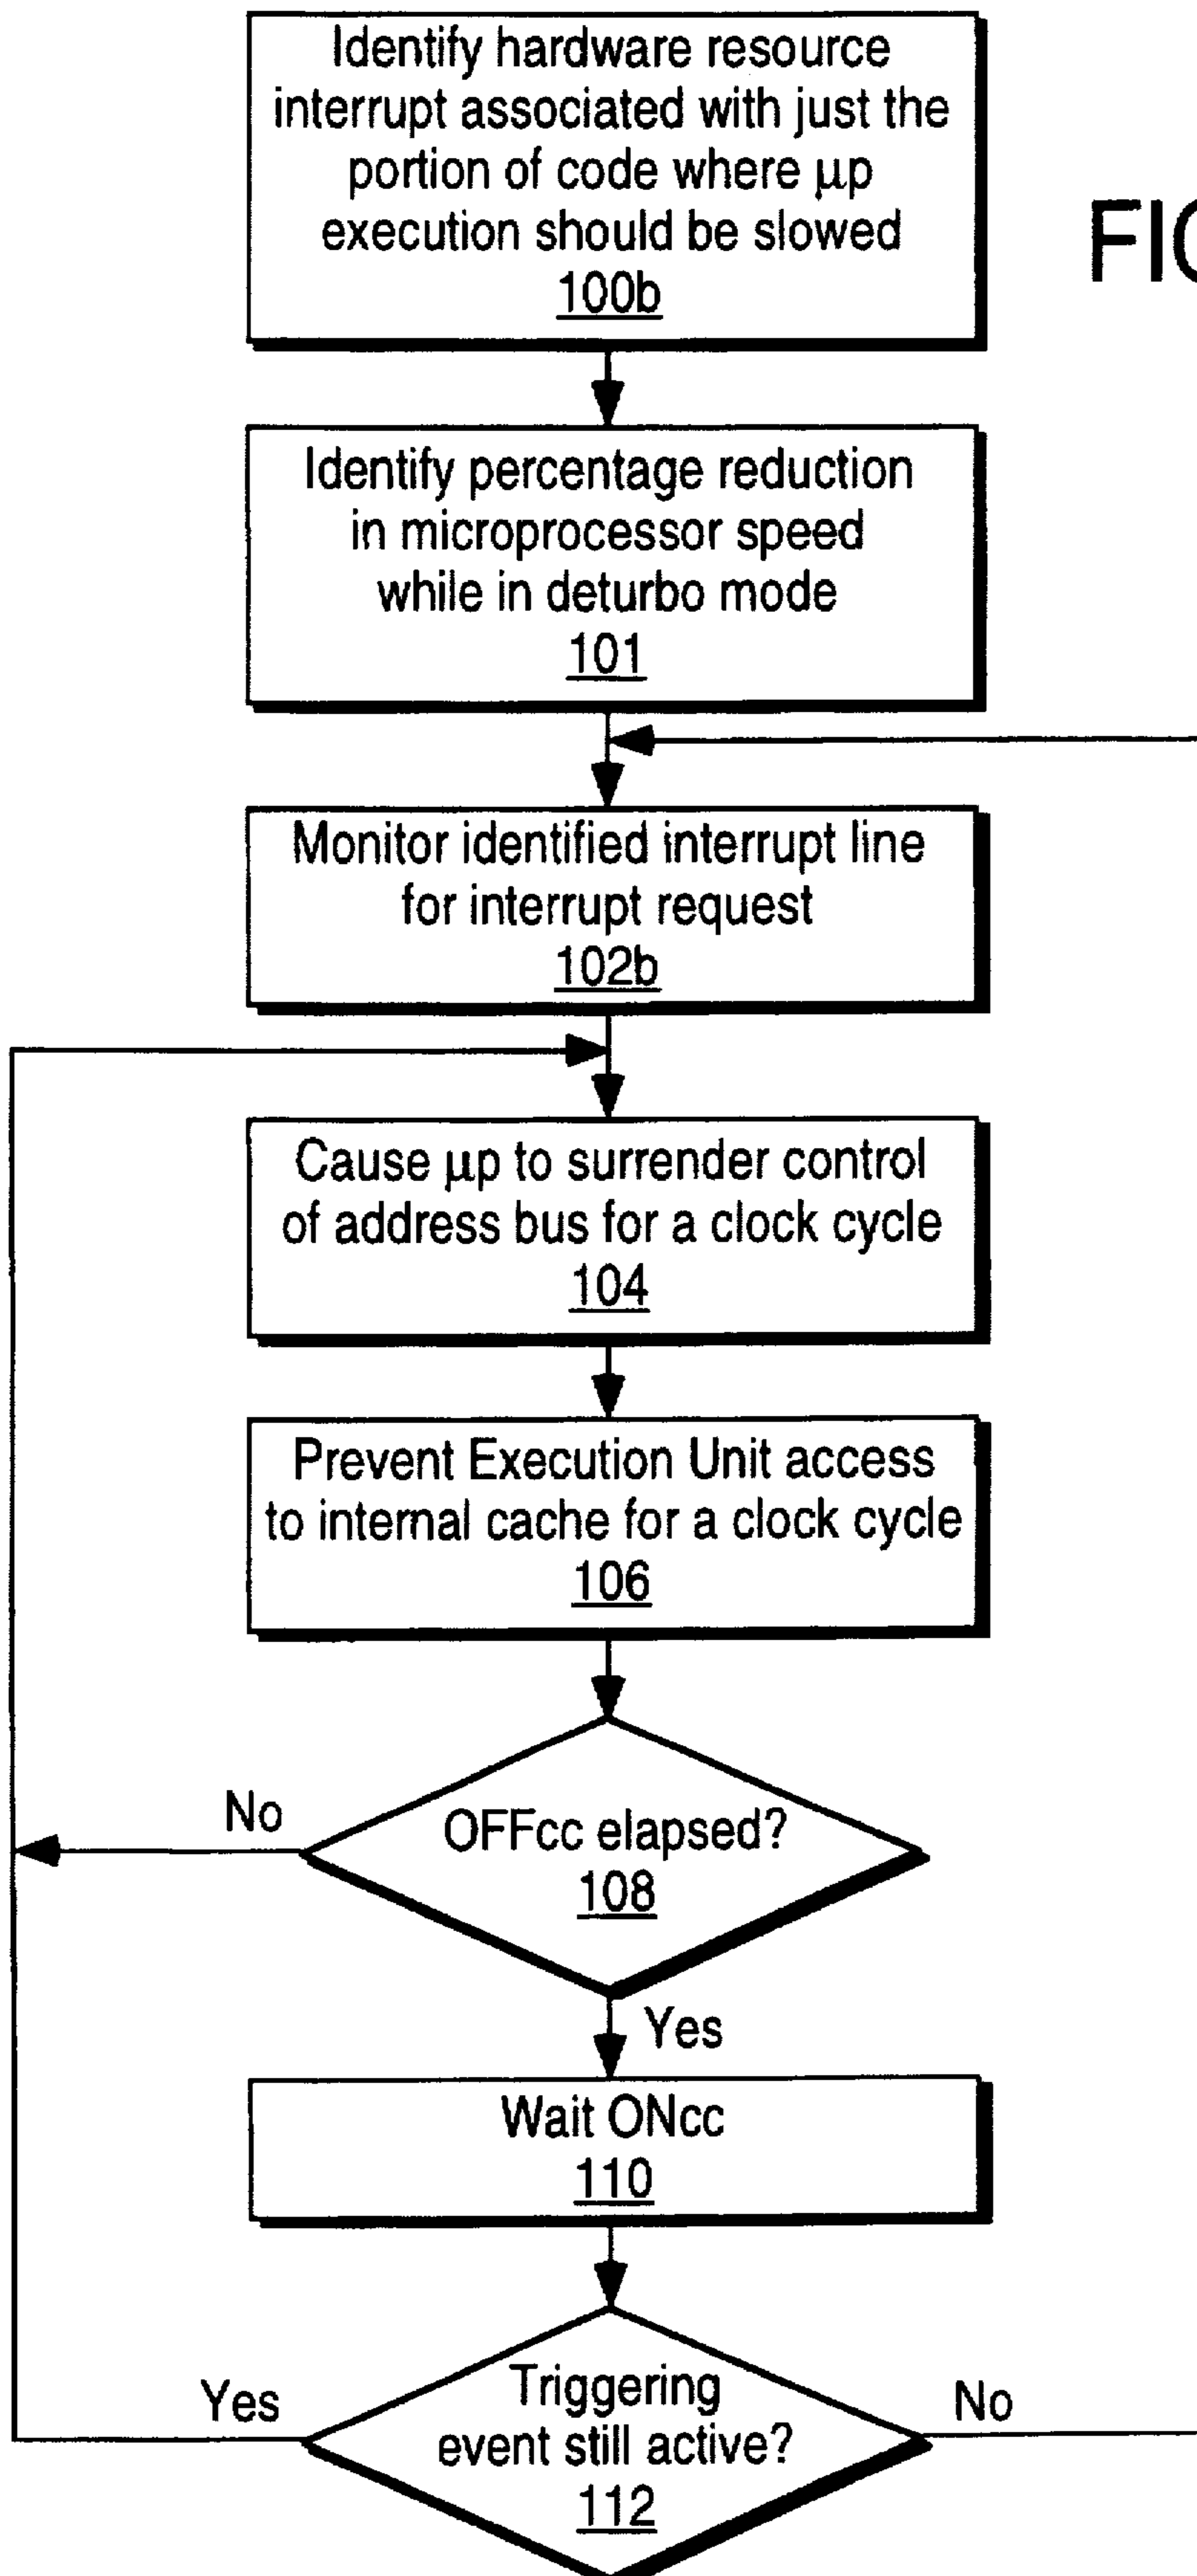 Identify hardware resource
interrupt associated with just the
portion of code where µp
execution should be slowed
100b
FIG
Identify percentage reduction
in microprocessor speed
while in deturbo mode
101
Monitor identified interrupt line
for interrupt request
102b
Cause µp to surrender control
of address bus for a clock cycle
104
Prevent Execution Unit access
to internal cache for a clock cycle
106
No
OFFcc elapsed?
108
Yes
Wait ONcc
110
Yes
Triggering
event still active?
112
No